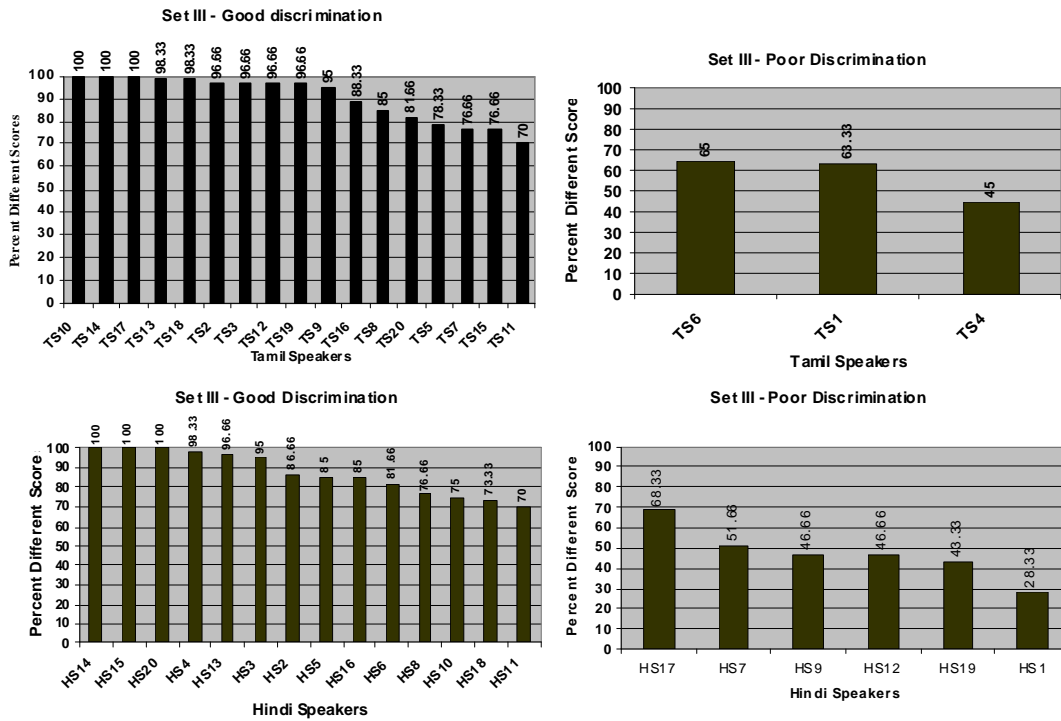 Set III - Good discrimination
100 100 100 98.33 98.33 96.66 96.66 96.66 96.66 95 88.33 85 81.66 78.33 76.66 76.66 70
Percent Different Scores
100
90
80
70
60
50
40
30
20
10
0
TS10 TS14 TS17 TS13 TS18 TS2 TS3 TS12 TS19 TS9 TS16 TS8 TS20 TS5 TS7 TS15 TS11
Tamil Speakers
Set III - Poor Discrimination
65 63.33 45
Percent Different Score
100
90
80
70
60
50
40
30
20
10
0
TS6 TS1 TS4
Tamil Speakers
Set III - Good Discrimination
100 100 100 98.33 96.66 95 86.66 85 85 81.66 76.66 75 73.33 70
Percent Different Score
100
90
80
70
60
50
40
30
20
10
0
HS14 HS15 HS20 HS4 HS13 HS3 HS2 HS5 HS16 HS6 HS8 HS10 HS18 HS11
Hindi Speakers
Set III - Poor Discrimination
68.33 51.66 46.66 46.66 43.33 28.33
Percent Different Score
100
90
80
70
60
50
40
30
20
10
0
HS17 HS7 HS9 HS12 HS19 HS1
Hindi Speakers